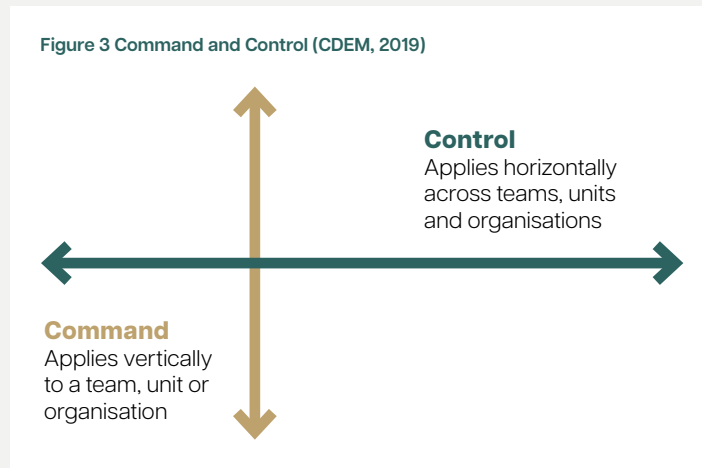 Figure 3 Command and Control (CDEM, 2019)
Control
Applies horizontally
across teams, units
and organisations
Command
Applies vertically
to a team, unit or
organisation